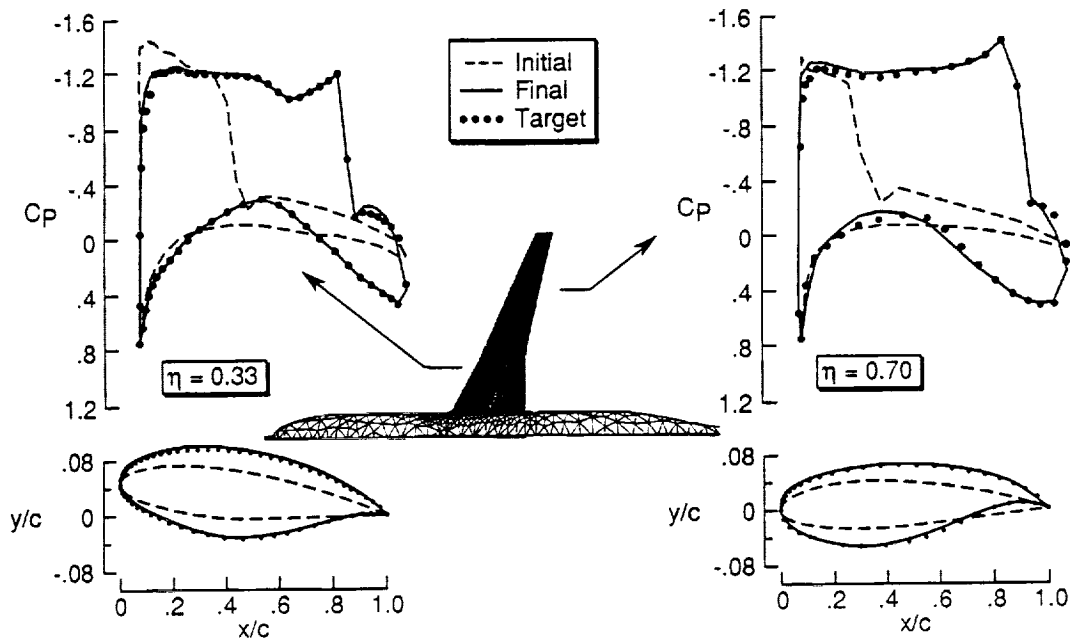 -1.6
-1.2
-.8
-.4
0
.4
.8
1.2
CP
η = 0.33
Initial
Final
Target
-1.6
-1.2
-.8
-.4
0
.4
.8
1.2
CP
η = 0.70
.08
0
-.08
y/c
0 .2 .4 .6 .8 1.0
x/c
.08
0
-.08
y/c
0 .2 .4 .6 .8 1.0
x/c